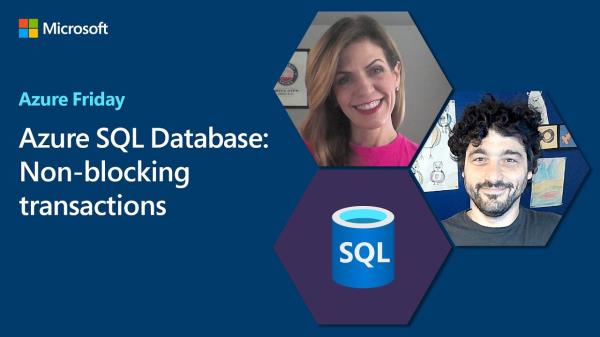 Microsoft
Azure Friday
Azure SQL Database:
Non-blocking
transactions
SQL